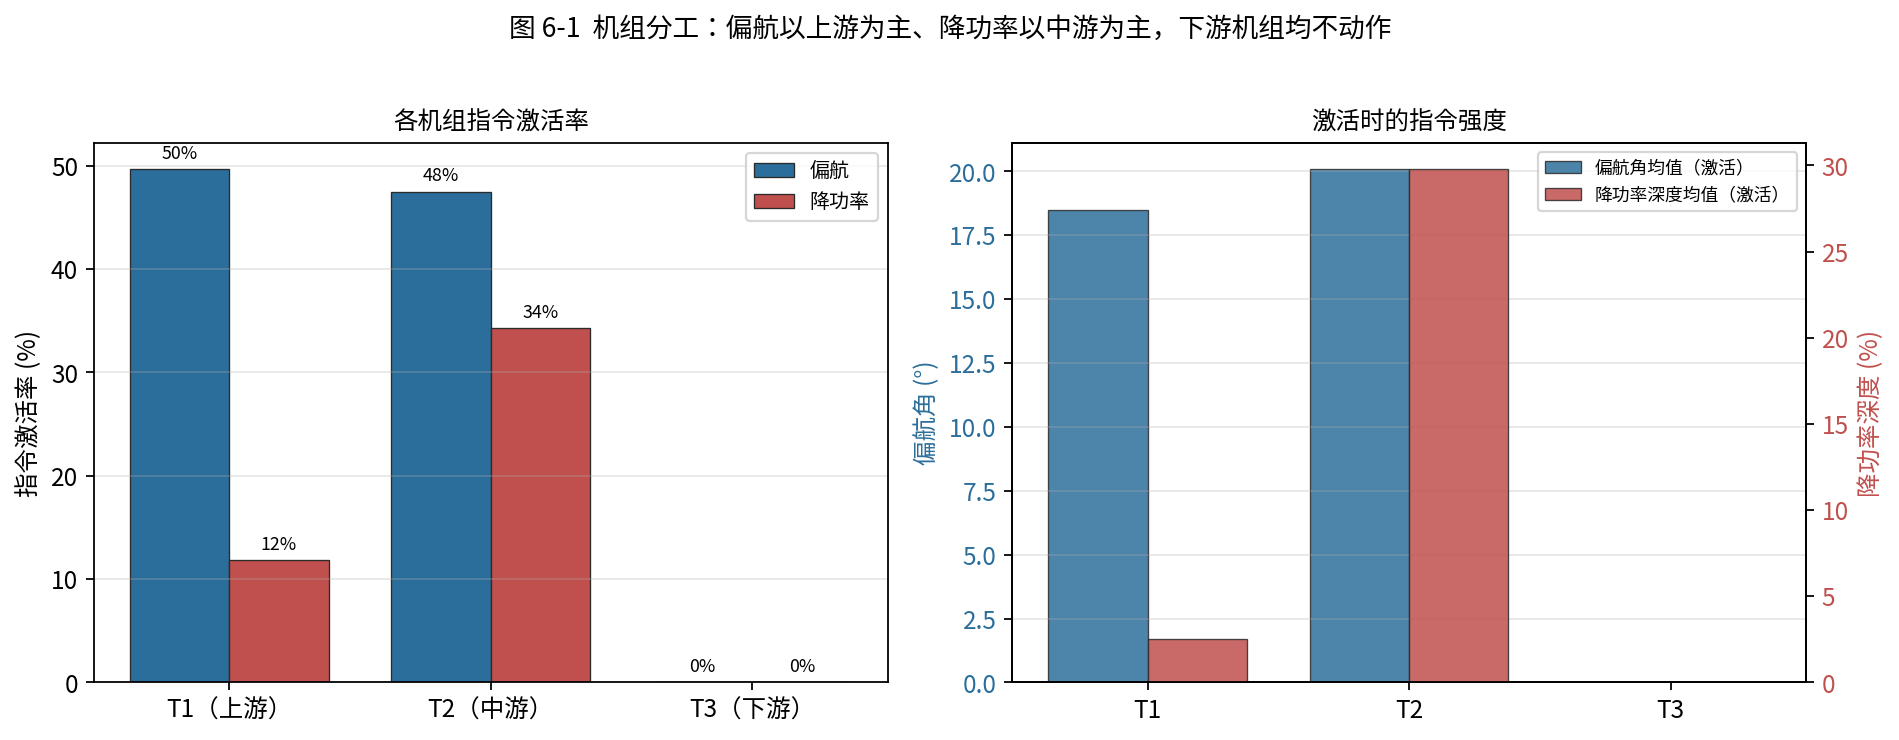 图 6-1 机组分工：偏航以上游为主、降功率以中游为主，下游机组均不动作
各机组指令激活率
指令激活率 (%)
50
40
30
20
10
0
50%
12%
48%
34%
0%
0%
偏航
降功率
T1（上游）
T2（中游）
T3（下游）
激活时的指令强度
偏航角 (°)
20.0
17.5
15.0
12.5
10.0
7.5
5.0
2.5
0.0
偏航角均值（激活）
降功率深度均值（激活）
30
25
20
15
10
5
0
降功率深度 (%)
T1
T2
T3